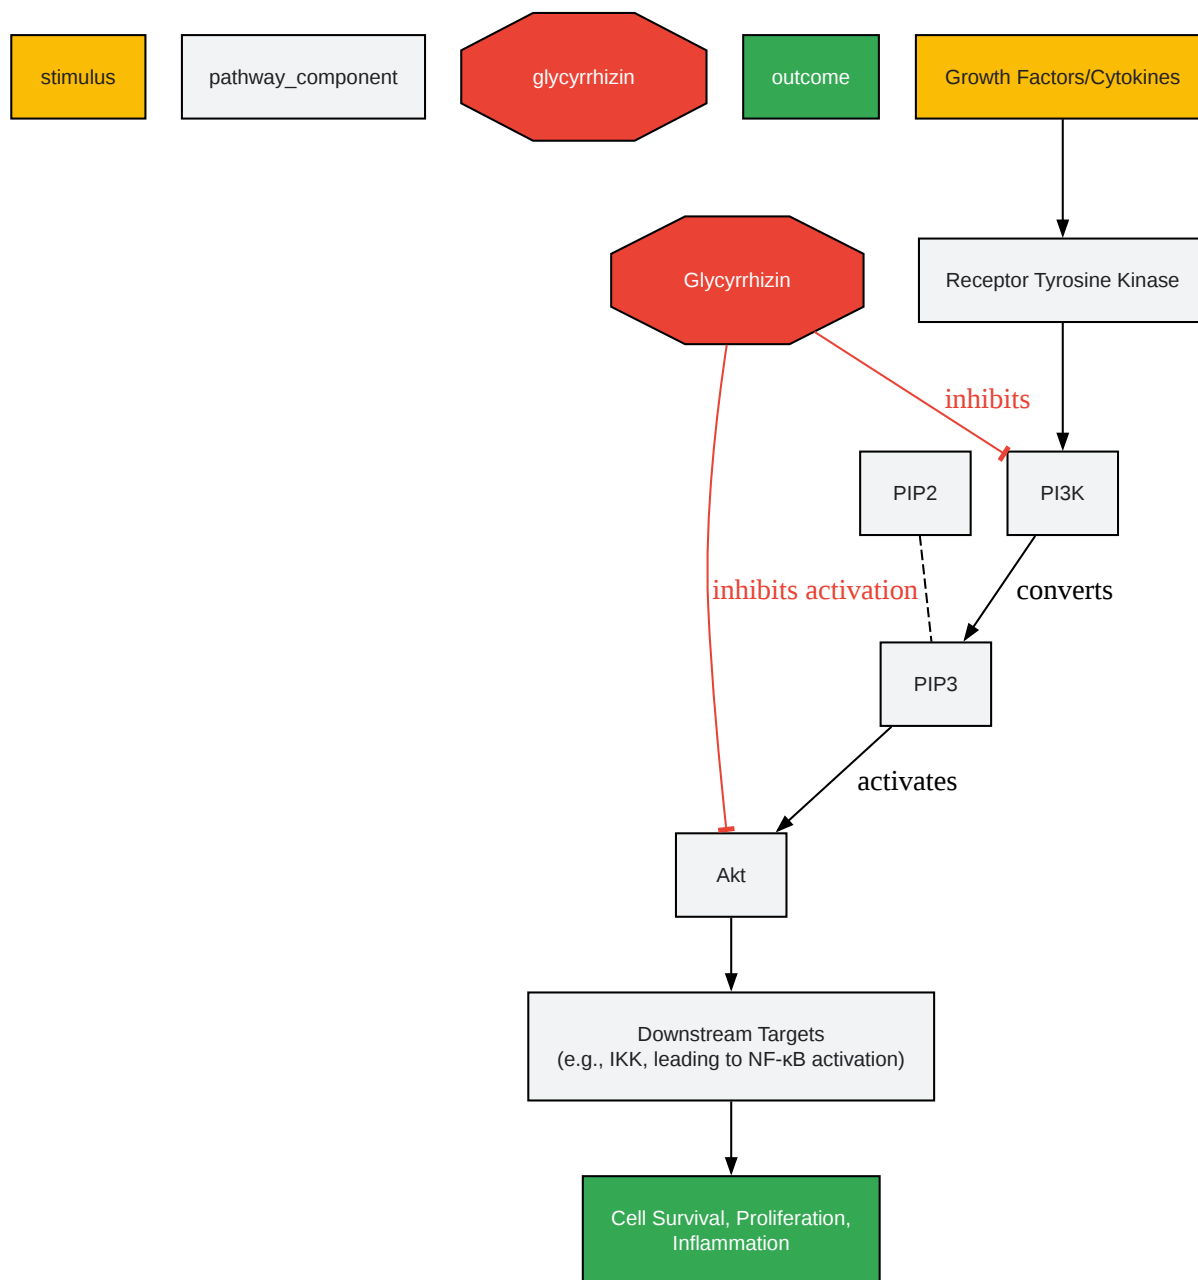 stimulus
pathway_component
glycyrrhizin
outcome
Growth Factors/Cytokines
Glycyrrhizin
Receptor Tyrosine Kinase
inhibits
PIP2
PI3K
inhibits activation
converts
PIP3
activates
Akt
Downstream Targets
(e.g., IKK, leading to NF-κB activation)
Cell Survival, Proliferation,
Inflammation